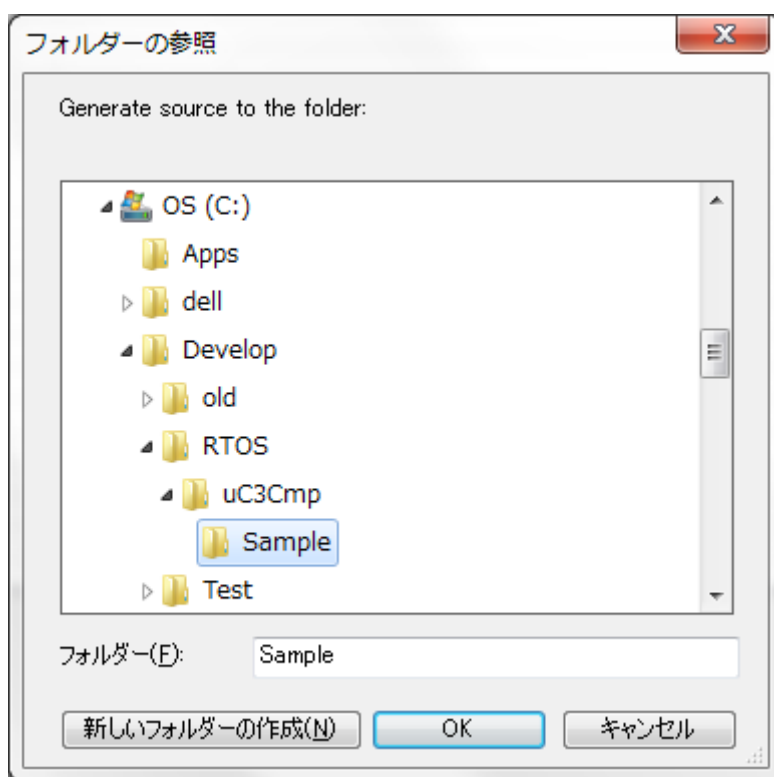 フォルダーの参照
Generate source to the folder:
OS (C:)
Apps
dell
Develop
old
RTOS
uC3Cmp
Sample
Test
フォルダー(F): Sample
新しいフォルダーの作成(N) OK キャンセル